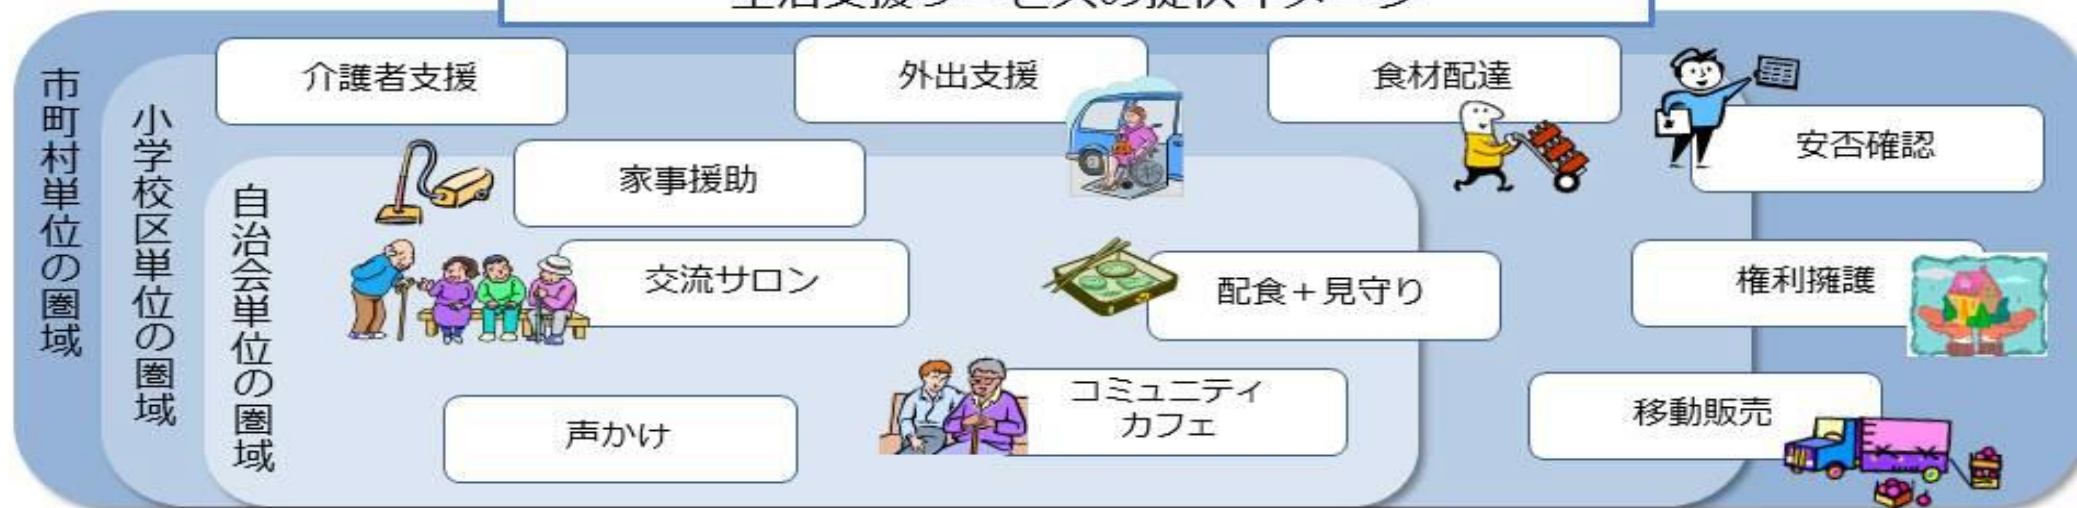 市町村単位の圏域
小学校区単位の圏域
自治会単位の圏域
介護者支援
外出支援
食材配達
安否確認
家事援助
交流サロン
配食＋見守り
権利擁護
コミュニティ
カフェ
声かけ
移動販売